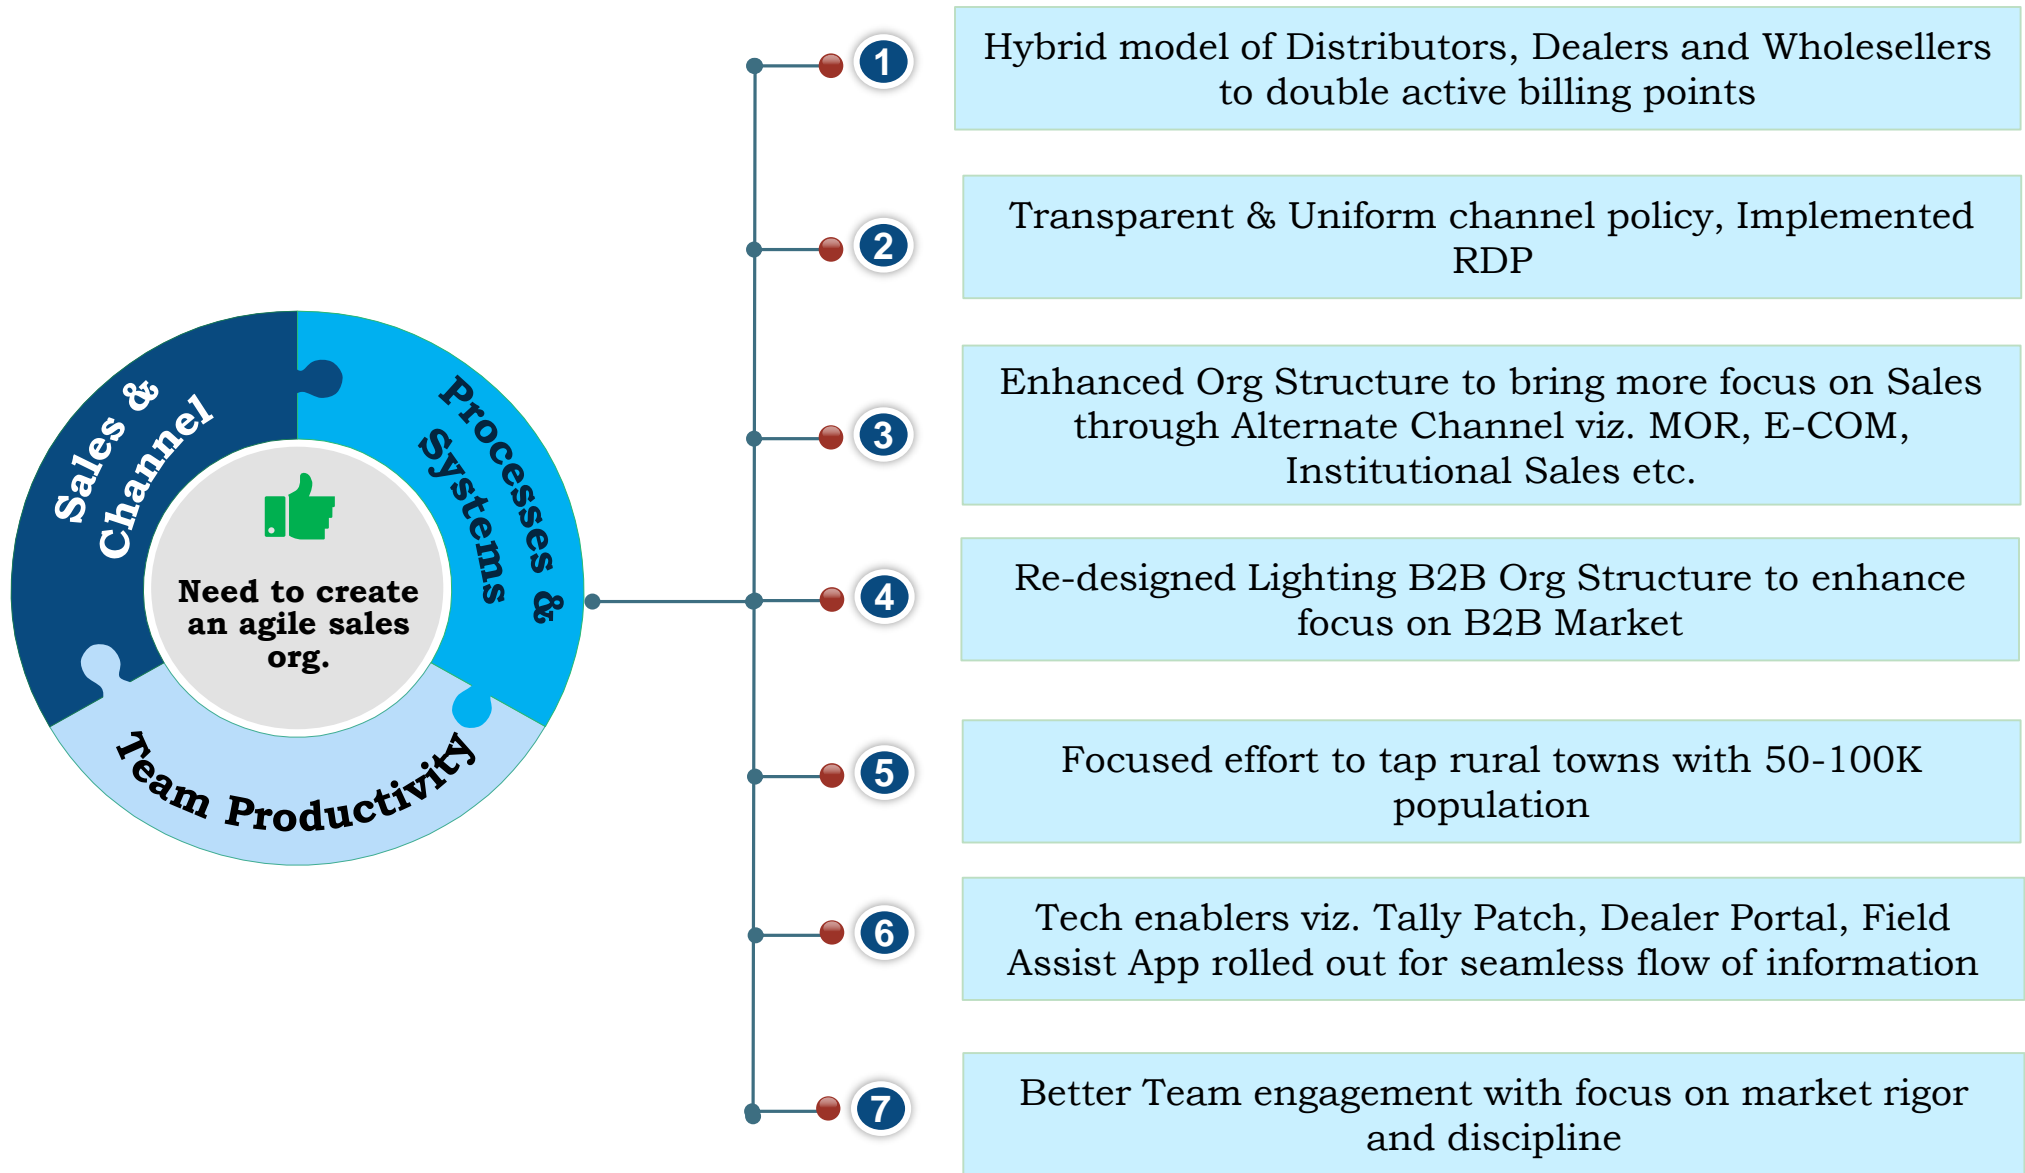 Sales &
Channel
Processes &
Systems
Team Productivity
Need to create
an agile sales
org.
1
Hybrid model of Distributors, Dealers and Wholesellers
to double active billing points
2
Transparent & Uniform channel policy, Implemented
RDP
3
Enhanced Org Structure to bring more focus on Sales
through Alternate Channel viz. MOR, E-COM,
Institutional Sales etc.
4
Re-designed Lighting B2B Org Structure to enhance
focus on B2B Market
5
Focused effort to tap rural towns with 50-100K
population
6
Tech enablers viz. Tally Patch, Dealer Portal, Field
Assist App rolled out for seamless flow of information
7
Better Team engagement with focus on market rigor
and discipline